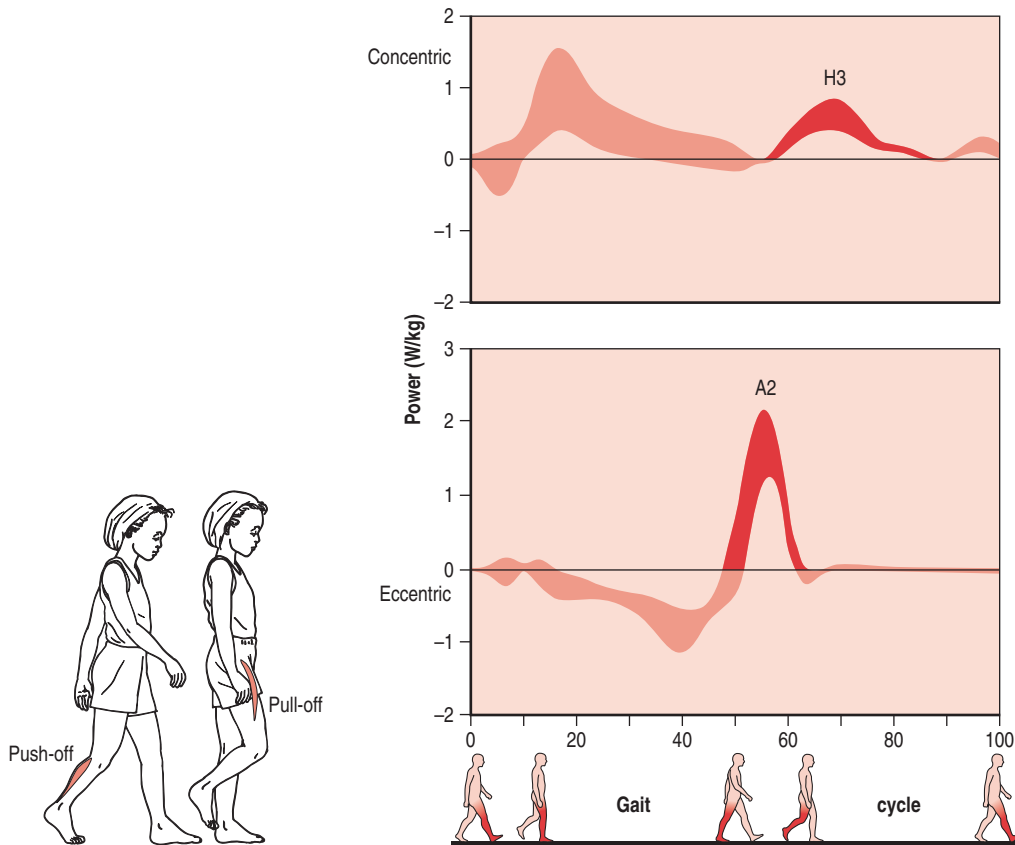 2
Concentric
1
H3
0
–1
–2
Power (W/kg)
3
A2
2
1
0
Eccentric
–1
–2
Push-off
Pull-off
0
20
40
60
80
100
Gait
cycle